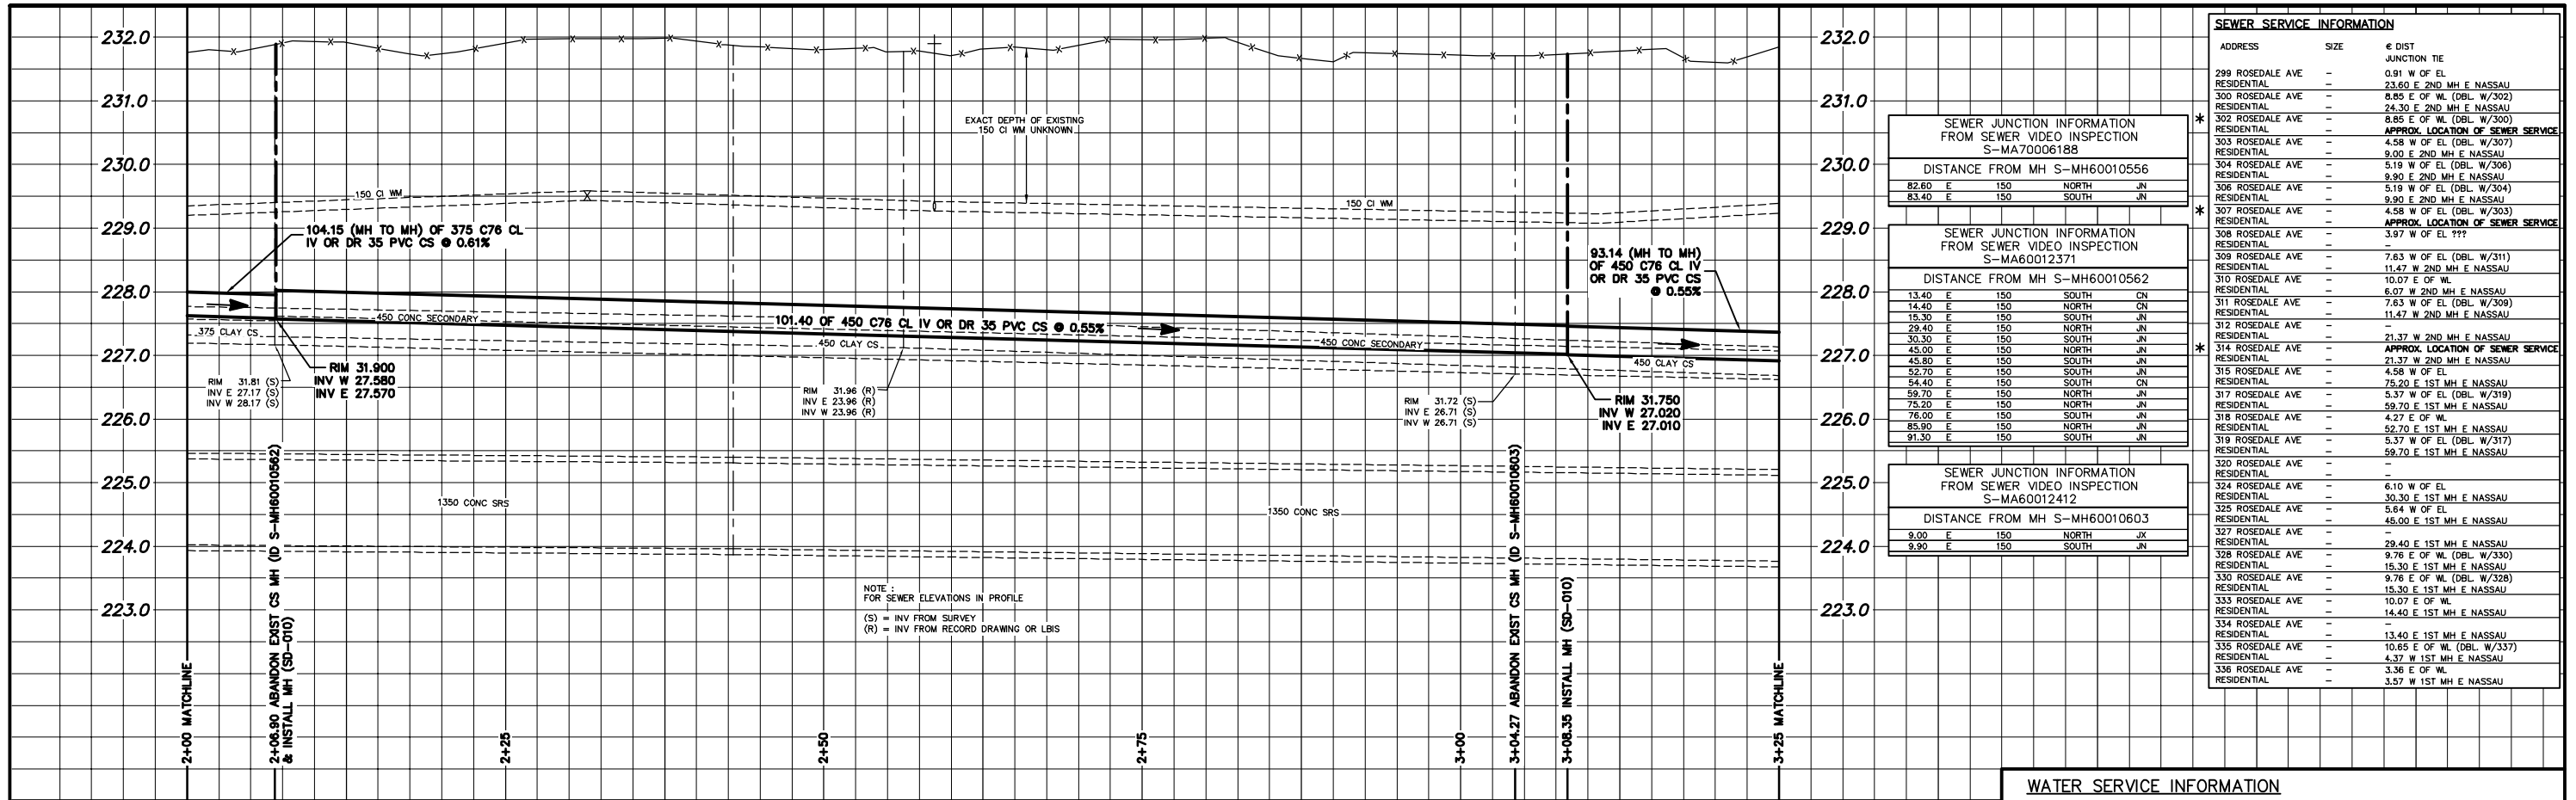 232.0
231.0
230.0
229.0
228.0
227.0
226.0
225.0
224.0
223.0
EXACT DEPTH OF EXISTING
150 CI WM UNKNOWN
150 CI WM
150 CI WM
104.15 (MH TO MH) OF 375 C76 CL
IV OR DR 35 PVC CS @ 0.61%
93.14 (MH TO MH)
OF 450 C76 CL IV
OR DR 35 PVC CS
@ 0.55%
450 CONC SECONDARY
101.40 OF 450 C76 CL IV OR DR 35 PVC CS @ 0.55%
375 CLAY CS
450 CLAY CS
450 CONC SECONDARY
450 CLAY CS
RIM 31.81 (S)
INV E 27.17 (S)
INV W 28.17 (S)
RIM 31.900
INV W 27.580
INV E 27.570
RIM 31.96 (R)
INV E 23.96 (R)
INV W 23.96 (R)
RIM 31.72 (S)
INV E 26.71 (S)
INV W 26.71 (S)
RIM 31.750
INV W 27.020
INV E 27.010
1350 CONC SRS
1350 CONC SRS
NOTE :
FOR SEWER ELEVATIONS IN PROFILE
(S) = INV FROM SURVEY
(R) = INV FROM RECORD DRAWING OR LBIS
2+00 MATCHLINE
2+06.90 ABANDON EXIST CS MH (ID S-MH60010562)
& INSTALL MH (SD-010)
2+25
2+50
2+75
3+00
3+04.27 ABANDON EXIST CS MH (ID S-MH60010603)
3+08.35 INSTALL MH (SD-010)
3+25 MATCHLINE
232.0
231.0
230.0
229.0
228.0
227.0
226.0
225.0
224.0
223.0
SEWER JUNCTION INFORMATION
FROM SEWER VIDEO INSPECTION
S-MA70006188
DISTANCE FROM MH S-MH60010556
82.60 E 150 NORTH JN
83.40 E 150 SOUTH JN
SEWER JUNCTION INFORMATION
FROM SEWER VIDEO INSPECTION
S-MA60012371
DISTANCE FROM MH S-MH60010562
13.40 E 150 SOUTH CN
14.40 E 150 NORTH CN
15.30 E 150 SOUTH JN
29.40 E 150 NORTH JN
30.30 E 150 SOUTH JN
45.00 E 150 NORTH JN
45.80 E 150 SOUTH JN
52.70 E 150 SOUTH JN
54.40 E 150 SOUTH CN
59.70 E 150 NORTH JN
75.20 E 150 NORTH JN
76.00 E 150 SOUTH JN
85.90 E 150 NORTH JN
91.30 E 150 SOUTH JN
SEWER JUNCTION INFORMATION
FROM SEWER VIDEO INSPECTION
S-MA60012412
DISTANCE FROM MH S-MH60010603
9.00 E 150 NORTH JX
9.90 E 150 SOUTH JN
SEWER SERVICE INFORMATION
ADDRESS SIZE € DIST
JUNCTION TIE
299 ROSEDALE AVE - 0.91 W OF EL
RESIDENTIAL - 23.60 E 2ND MH E NASSAU
300 ROSEDALE AVE - 8.85 E OF WL (DBL. W/302)
RESIDENTIAL - 24.30 E 2ND MH E NASSAU
* 302 ROSEDALE AVE - 8.85 E OF WL (DBL. W/300)
RESIDENTIAL - APPROX. LOCATION OF SEWER SERVICE
303 ROSEDALE AVE - 4.58 W OF EL (DBL. W/307)
RESIDENTIAL - 9.00 E 2ND MH E NASSAU
304 ROSEDALE AVE - 5.19 W OF EL (DBL. W/306)
RESIDENTIAL - 9.90 E 2ND MH E NASSAU
306 ROSEDALE AVE - 5.19 W OF EL (DBL. W/304)
RESIDENTIAL - 9.90 E 2ND MH E NASSAU
* 307 ROSEDALE AVE - 4.58 W OF EL (DBL. W/303)
RESIDENTIAL - APPROX. LOCATION OF SEWER SERVICE
308 ROSEDALE AVE - 3.97 W OF EL ???
RESIDENTIAL - -
309 ROSEDALE AVE - 7.63 W OF EL (DBL. W/311)
RESIDENTIAL - 11.47 W 2ND MH E NASSAU
310 ROSEDALE AVE - 10.07 E OF WL
RESIDENTIAL - 6.07 W 2ND MH E NASSAU
311 ROSEDALE AVE - 7.63 W OF EL (DBL. W/309)
RESIDENTIAL - 11.47 W 2ND MH E NASSAU
312 ROSEDALE AVE - -
RESIDENTIAL - 21.37 W 2ND MH E NASSAU
* 314 ROSEDALE AVE - APPROX. LOCATION OF SEWER SERVICE
RESIDENTIAL - 21.37 W 2ND MH E NASSAU
315 ROSEDALE AVE - 4.58 W OF EL
RESIDENTIAL - 75.20 E 1ST MH E NASSAU
317 ROSEDALE AVE - 5.37 W OF EL (DBL. W/319)
RESIDENTIAL - 59.70 E 1ST MH E NASSAU
318 ROSEDALE AVE - 4.27 E OF WL
RESIDENTIAL - 52.70 E 1ST MH E NASSAU
319 ROSEDALE AVE - 5.37 W OF EL (DBL. W/317)
RESIDENTIAL - 59.70 E 1ST MH E NASSAU
320 ROSEDALE AVE - -
RESIDENTIAL - -
324 ROSEDALE AVE - 6.10 W OF EL
RESIDENTIAL - 30.30 E 1ST MH E NASSAU
325 ROSEDALE AVE - 5.64 W OF EL
RESIDENTIAL - 45.00 E 1ST MH E NASSAU
327 ROSEDALE AVE - -
RESIDENTIAL - 29.40 E 1ST MH E NASSAU
328 ROSEDALE AVE - 9.76 E OF WL (DBL. W/330)
RESIDENTIAL - 15.30 E 1ST MH E NASSAU
330 ROSEDALE AVE - 9.76 E OF WL (DBL. W/328)
RESIDENTIAL - 15.30 E 1ST MH E NASSAU
333 ROSEDALE AVE - 10.07 E OF WL
RESIDENTIAL - 14.40 E 1ST MH E NASSAU
334 ROSEDALE AVE - -
RESIDENTIAL - 13.40 E 1ST MH E NASSAU
335 ROSEDALE AVE - 10.65 E OF WL (DBL. W/337)
RESIDENTIAL - 4.37 W 1ST MH E NASSAU
336 ROSEDALE AVE - 3.36 E OF WL
RESIDENTIAL - 3.57 W 1ST MH E NASSAU
WATER SERVICE INFORMATION